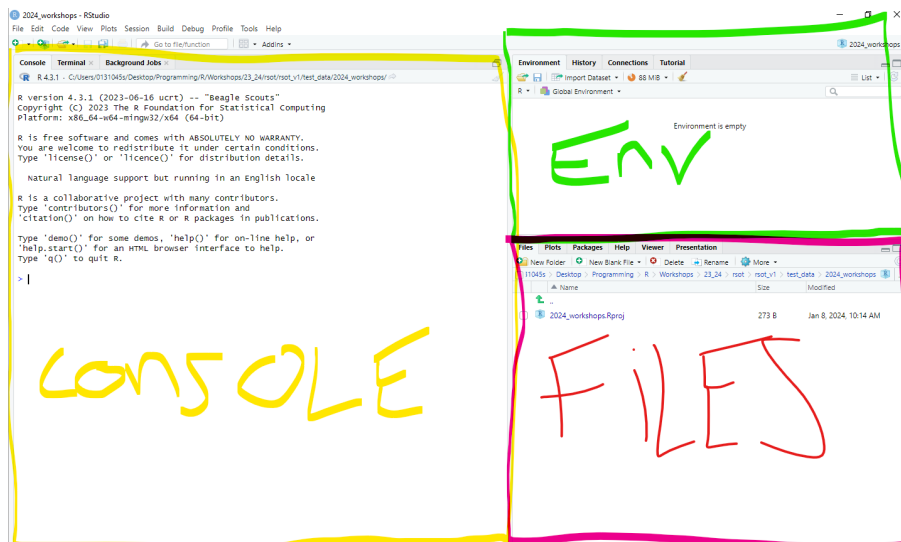 2024_workshops - RStudio
File Edit Code View Plots Session Build Debug Profile Tools Help
Go to file/function Addins
2024_workshops
Console Terminal Background Jobs
R 4.3.1 · C:/Users/0131045s/Desktop/Programming/R/Workshops/23_24/rsot/rsot_v1/test_data/2024_workshops/
R version 4.3.1 (2023-06-16 ucrt) -- "Beagle Scouts"
Copyright (C) 2023 The R Foundation for Statistical Computing
Platform: x86_64-w64-mingw32/x64 (64-bit)
R is free software and comes with ABSOLUTELY NO WARRANTY.
You are welcome to redistribute it under certain conditions.
Type 'license()' or 'licence()' for distribution details.
Natural language support but running in an English locale
R is a collaborative project with many contributors.
Type 'contributors()' for more information and
'citation()' on how to cite R or R packages in publications.
Type 'demo()' for some demos, 'help()' for on-line help, or
'help.start()' for an HTML browser interface to help.
Type 'q()' to quit R.
>
CONSOLE
Environment History Connections Tutorial
Import Dataset 88 MiB List
R Global Environment
Environment is empty
Env
Files Plots Packages Help Viewer Presentation
New Folder New Blank File Delete Rename More
Desktop > Programming > R > Workshops > 23_24 > rsot > rsot_v1 > test_data > 2024_workshops
Name Size Modified
..
2024_workshops.Rproj 273 B Jan 8, 2024, 10:14 AM
FiLES